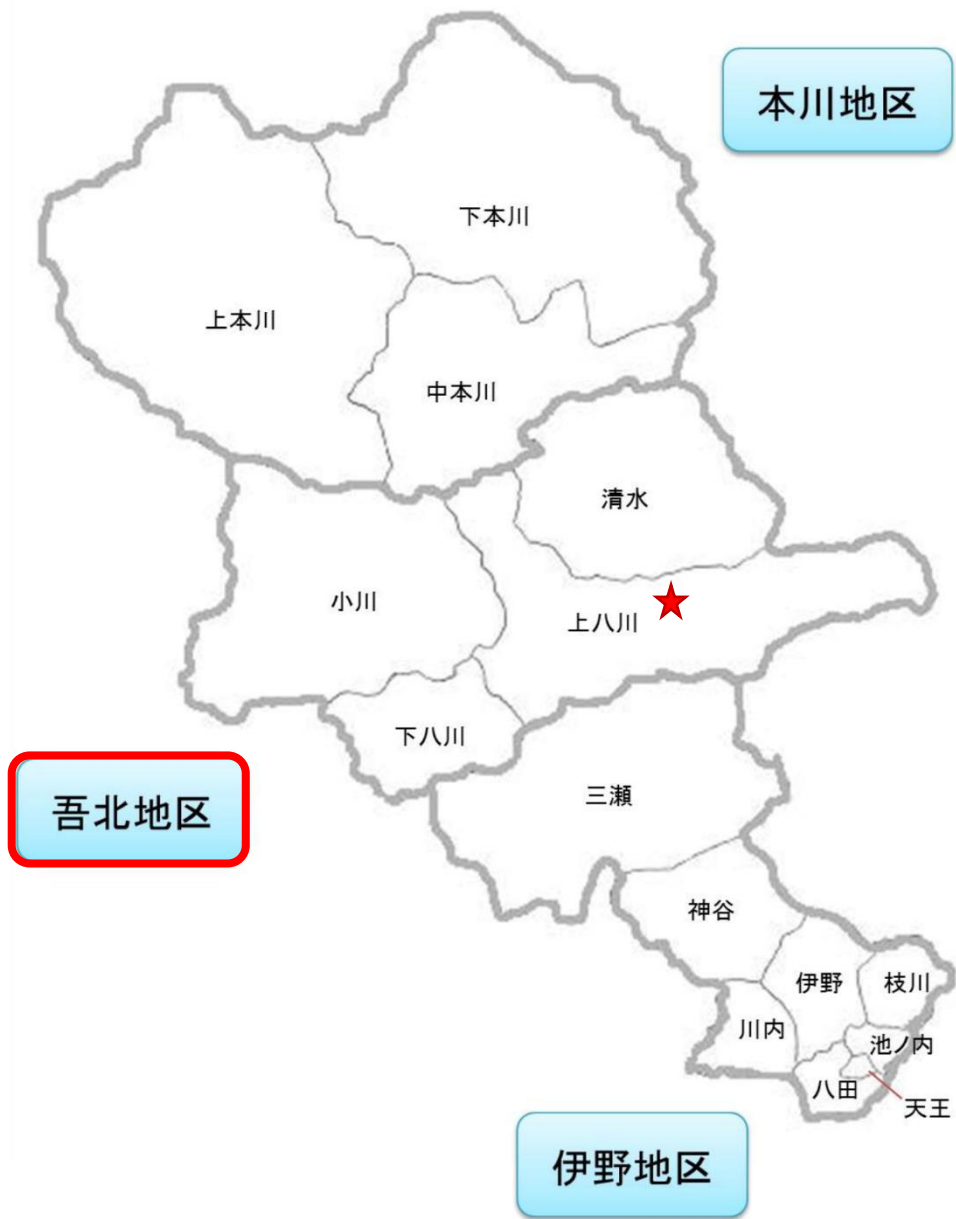 本川地区
下本川
上本川
中本川
清水
小川
上八川
下八川
吾北地区
三瀬
神谷
伊野
枝川
川内
池ノ内
八田
天王
伊野地区